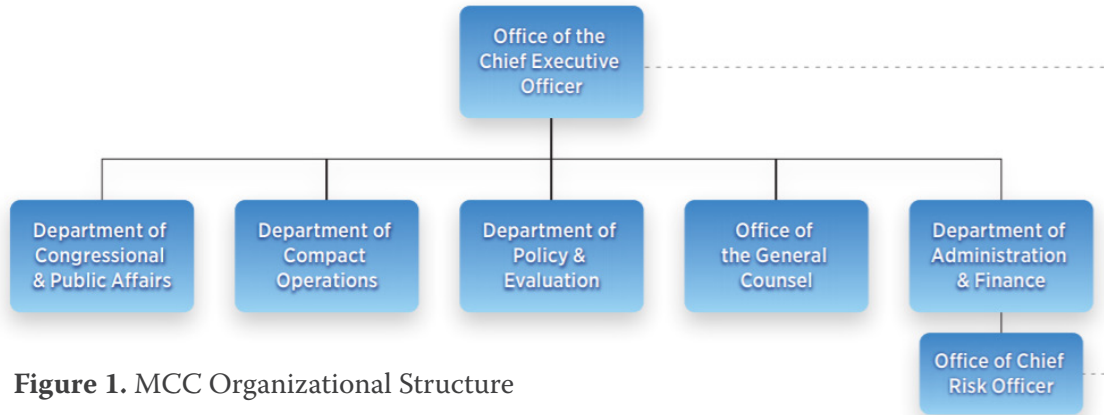 Office of the
Chief Executive
Officer
Department of
Congressional
& Public Affairs
Department of
Compact
Operations
Department of
Policy &
Evaluation
Office of
the General
Counsel
Department of
Administration
& Finance
Office of Chief
Risk Officer
Figure 1. MCC Organizational Structure